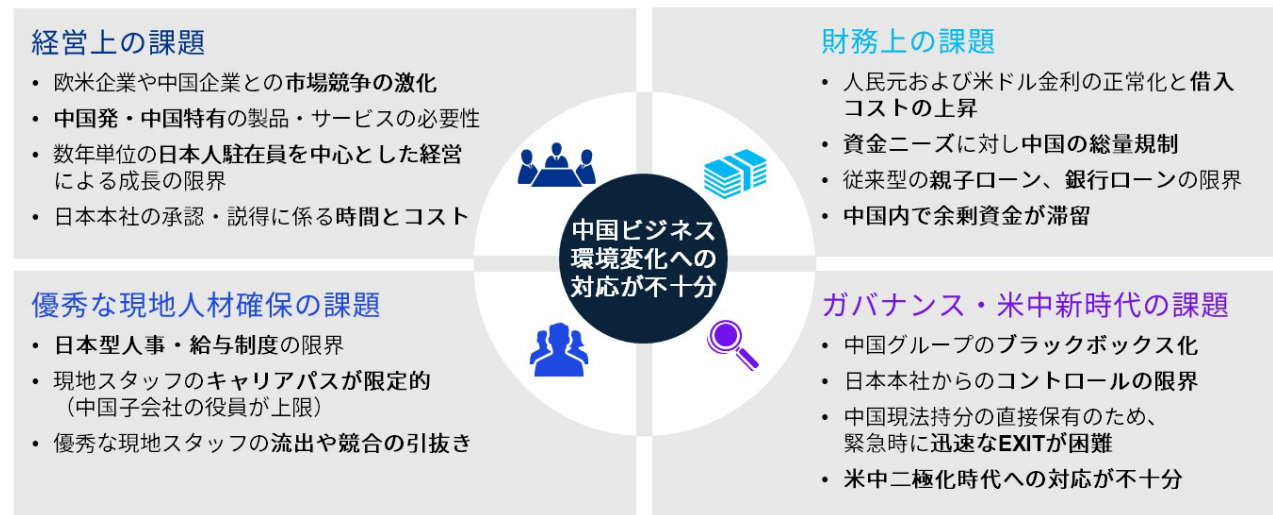 経営上の課題
• 欧米企業や中国企業との市場競争の激化
• 中国発・中国特有の製品・サービスの必要性
• 数年単位の日本人駐在員を中心とした経営
による成長の限界
• 日本本社の承認・説得に係る時間とコスト
財務上の課題
• 人民元および米ドル金利の正常化と借入
コストの上昇
• 資金ニーズに対し中国の総量規制
• 従来型の親子ローン、銀行ローンの限界
• 中国内で余剰資金が滞留
中国ビジネス
環境変化への
対応が不十分
優秀な現地人材確保の課題
• 日本型人事・給与制度の限界
• 現地スタッフのキャリアパスが限定的
（中国子会社の役員が上限）
• 優秀な現地スタッフの流出や競合の引抜き
ガバナンス・米中新時代の課題
• 中国グループのブラックボックス化
• 日本本社からのコントロールの限界
• 中国現法持分の直接保有のため、
緊急時に迅速なEXITが困難
• 米中二極化時代への対応が不十分